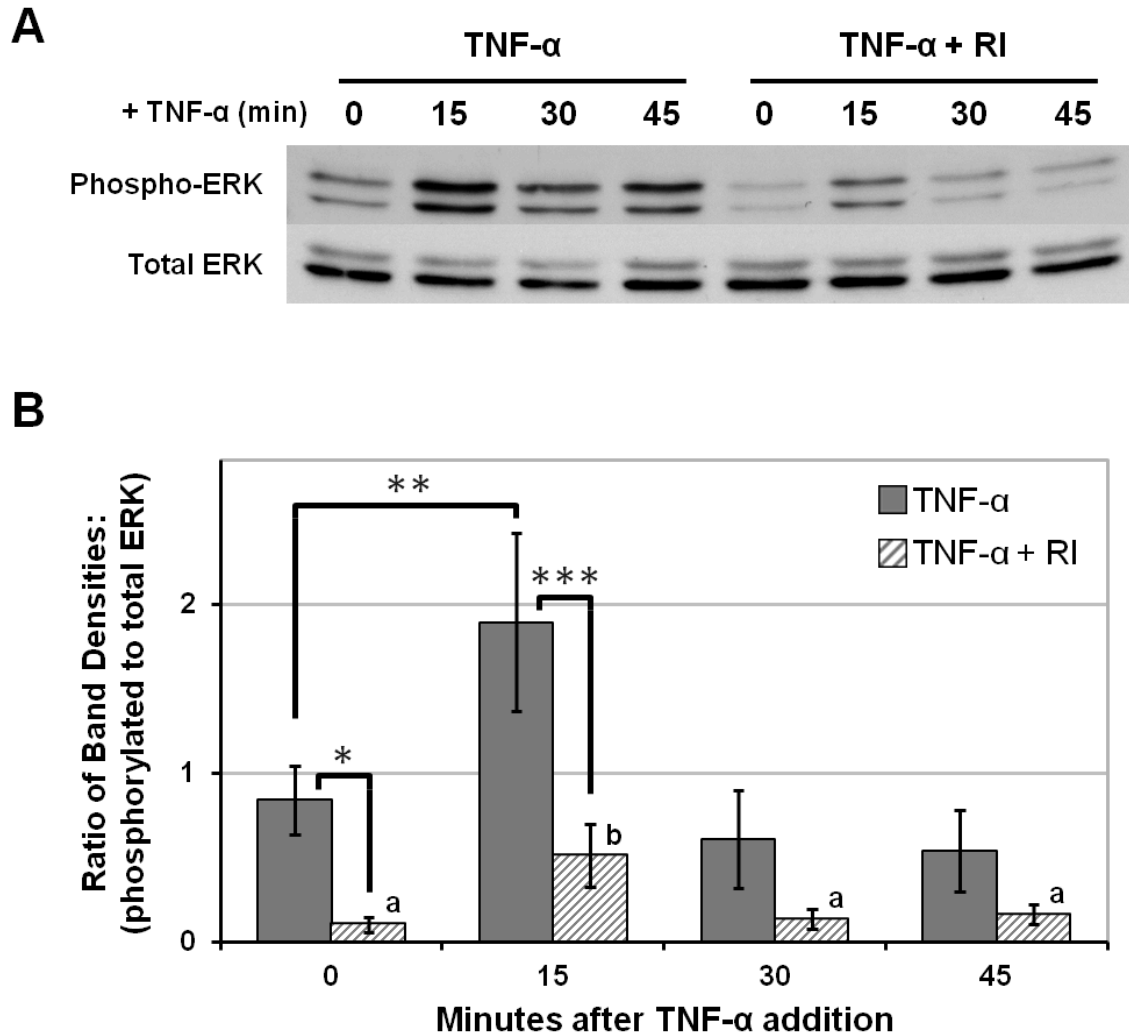 A
TNF-α TNF-α + RI
+ TNF-α (min) 0 15 30 45 0 15 30 45
Phospho-ERK
Total ERK
B
Ratio of Band Densities:
(phosphorylated to total ERK)
2
1
0
**
***
*
a
b
a
a
TNF-α
TNF-α + RI
0 15 30 45
Minutes after TNF-α addition